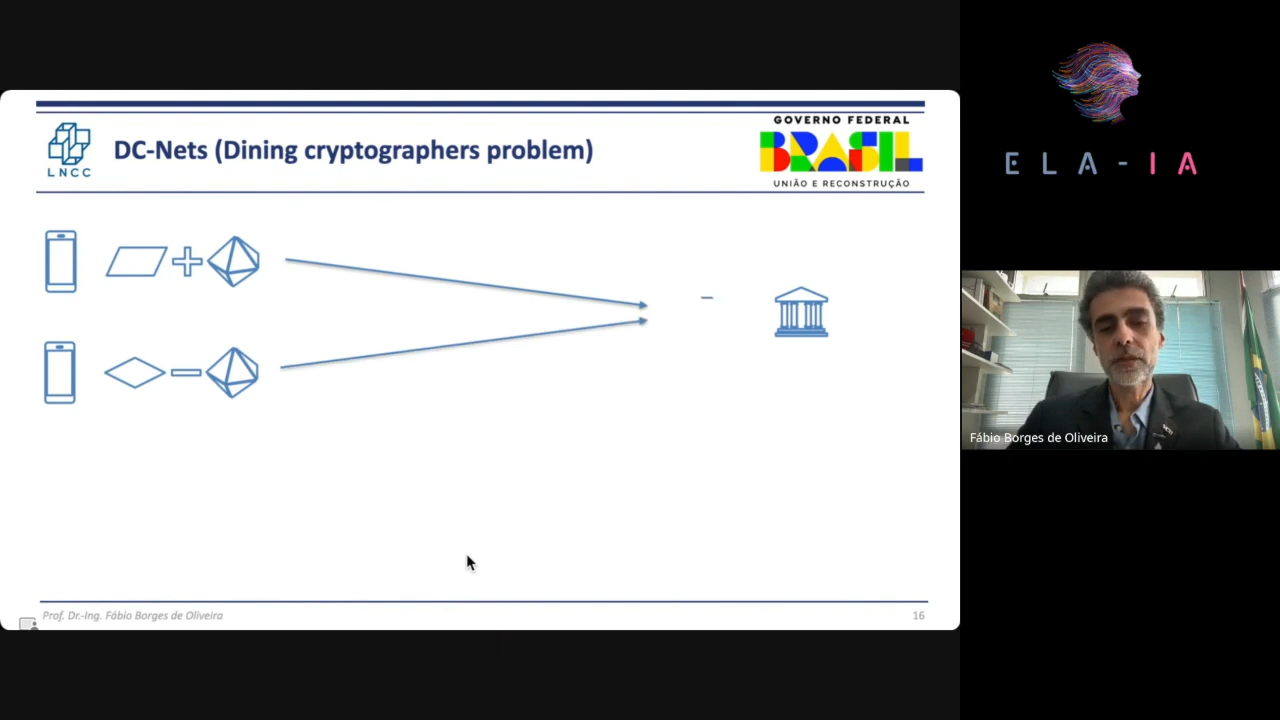 LNCC
DC-Nets (Dining cryptographers problem)
GOVERNO FEDERAL
BRASIL
UNIÃO E RECONSTRUÇÃO
Prof. Dr.-Ing. Fábio Borges de Oliveira
16
ELA-IA
Fábio Borges de Oliveira